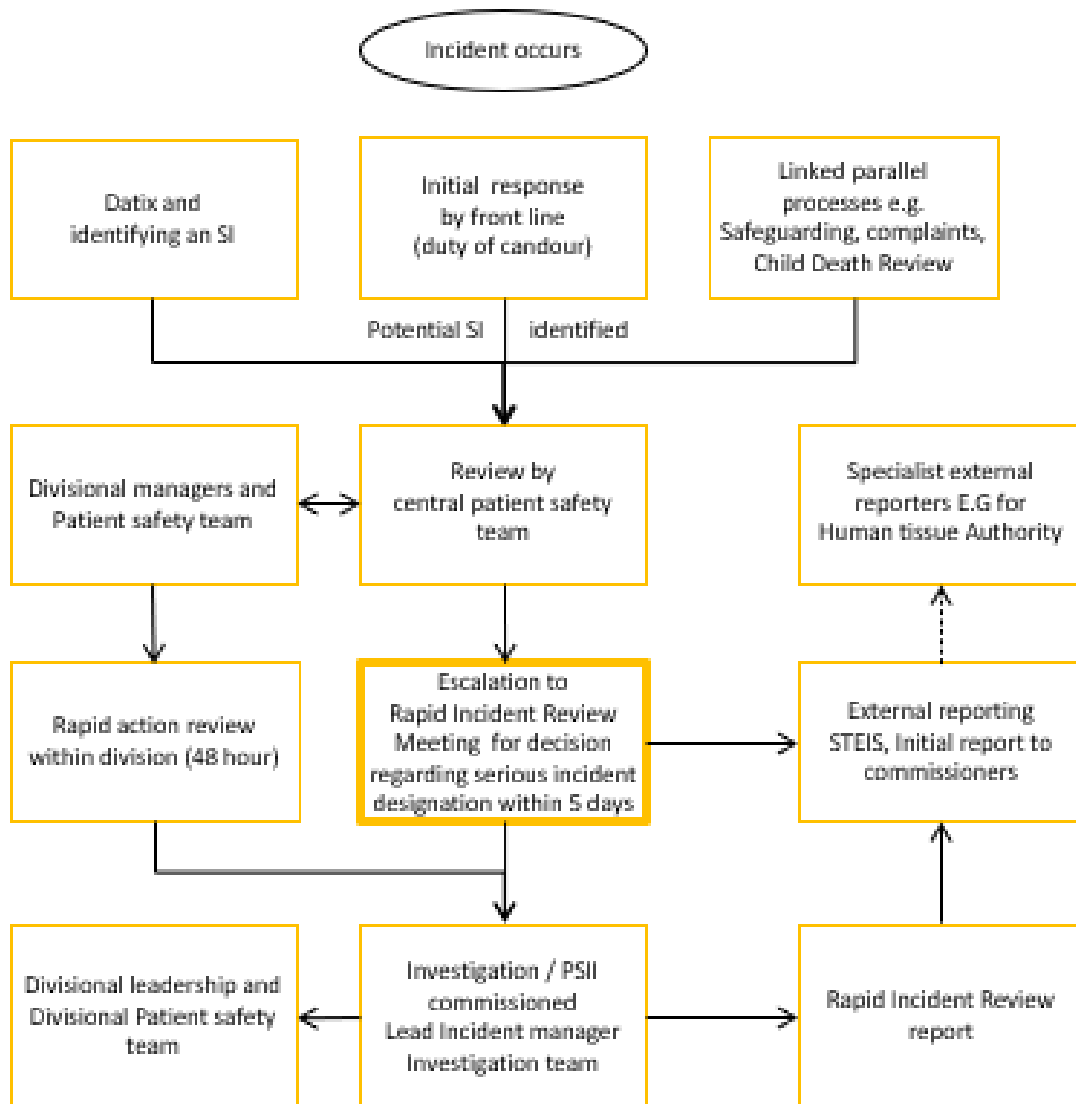 Incident occurs
Datix and
identifying an SI
Initial response
by front line
(duty of candour)
Linked parallel
processes e.g.
Safeguarding, complaints,
Child Death Review
Potential SI identified
Divisional managers and
Patient safety team
Review by
central patient safety
team
Specialist external
reporters E.G for
Human tissue Authority
Rapid action review
within division (48 hour)
Escalation to
Rapid Incident Review
Meeting for decision
regarding serious incident
designation within 5 days
External reporting
STEIS, Initial report to
commissioners
Divisional leadership and
Divisional Patient safety
team
Investigation / PSII
commissioned
Lead Incident manager
Investigation team
Rapid Incident Review
report